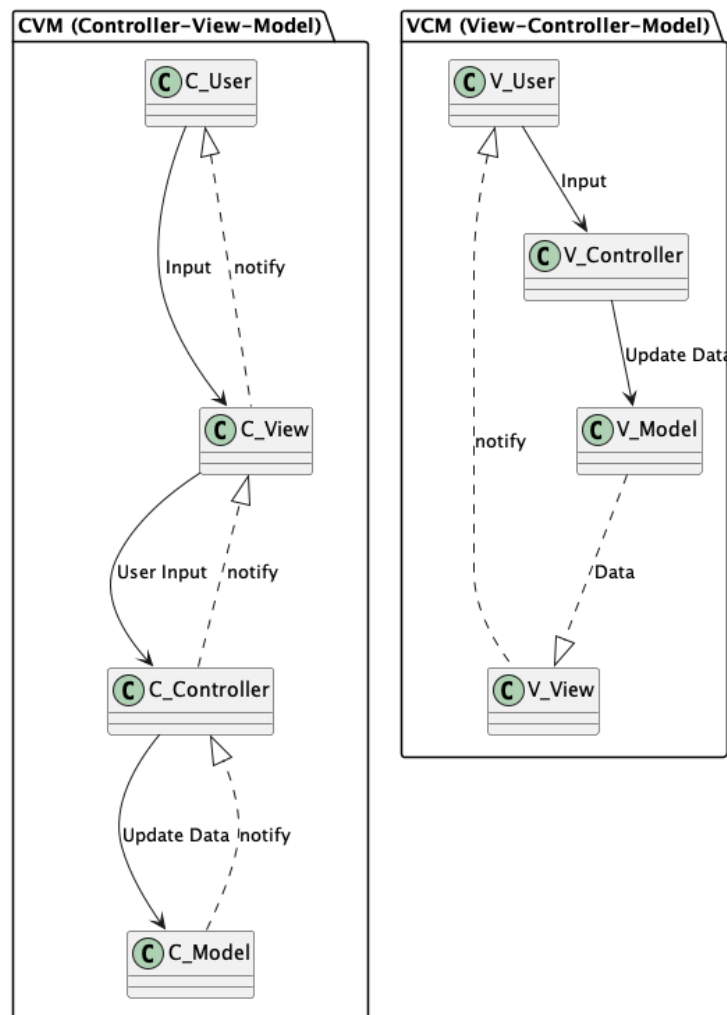 CVM (Controller-View-Model)
C C_User
Input
notify
C C_View
User Input
notify
C C_Controller
Update Data
notify
C C_Model
VCM (View-Controller-Model)
C V_User
Input
C V_Controller
Update Data
C V_Model
notify
Data
C V_View